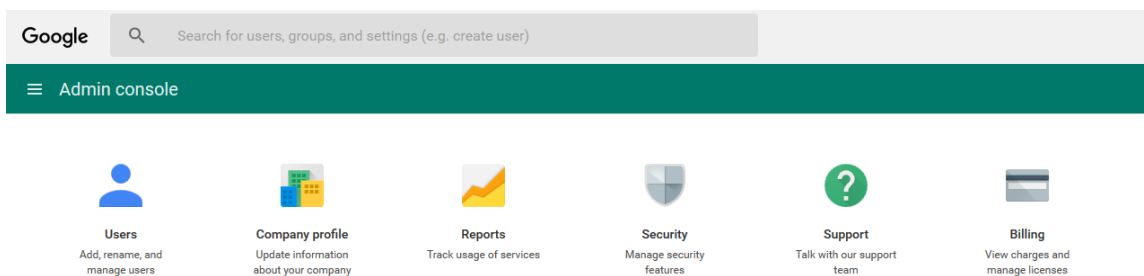 Google
Search for users, groups, and settings (e.g. create user)
Admin console
Users
Add, rename, and
manage users
Company profile
Update information
about your company
Reports
Track usage of services
Security
Manage security
features
Support
Talk with our support
team
Billing
View charges and
manage licenses